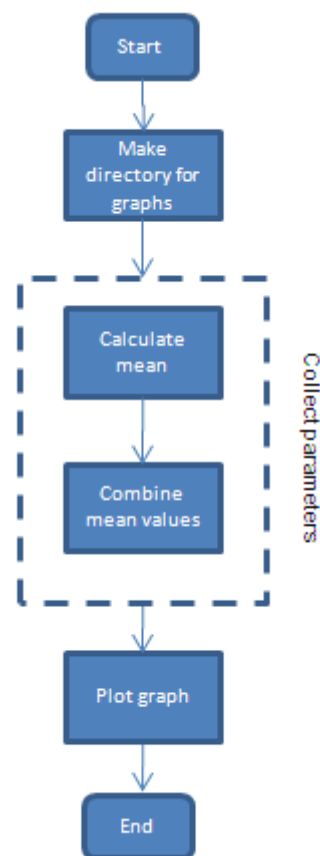 Start
Make
directory for
graphs
Calculate
mean
Combine
mean values
Collect parameters
Plot graph
End